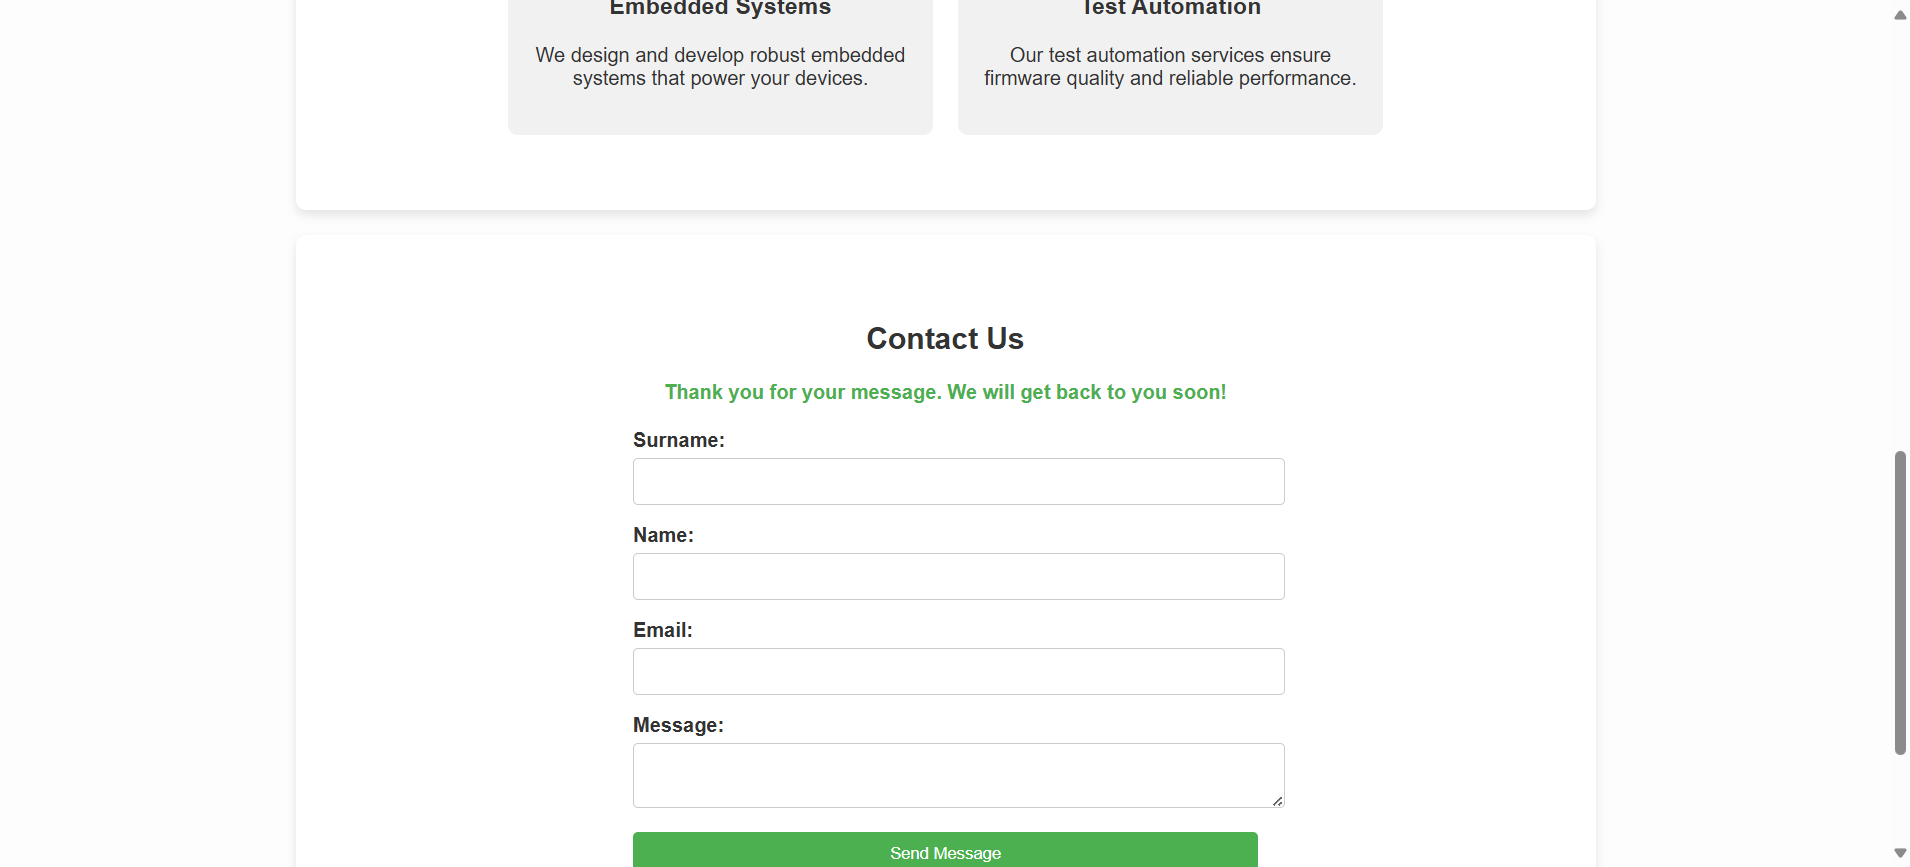 Embedded Systems
We design and develop robust embedded
systems that power your devices.
Test Automation
Our test automation services ensure
firmware quality and reliable performance.
Contact Us
Thank you for your message. We will get back to you soon!
Surname:
Name:
Email:
Message:
Send Message